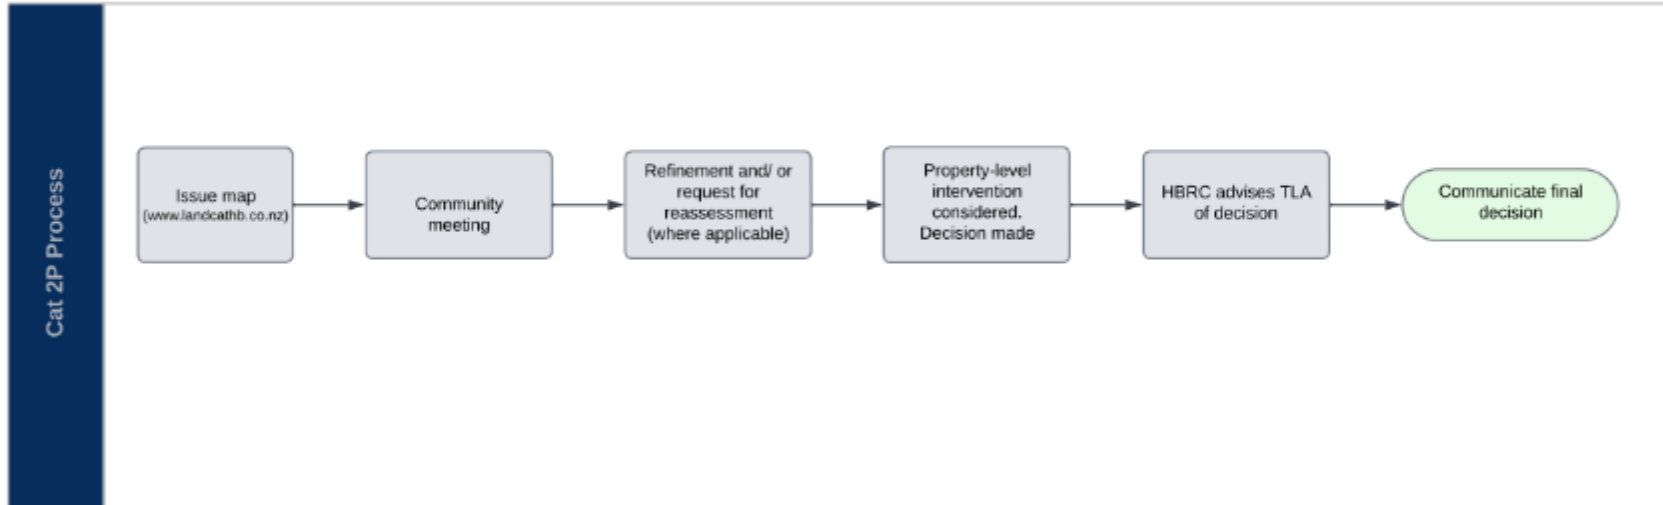 Cat 2P Process
Issue map
(www.landcathb.co.nz)
Community
meeting
Refinement and/ or
request for
reassessment
(where applicable)
Property-level
intervention
considered.
Decision made
HBRC advises TLA
of decision
Communicate final
decision